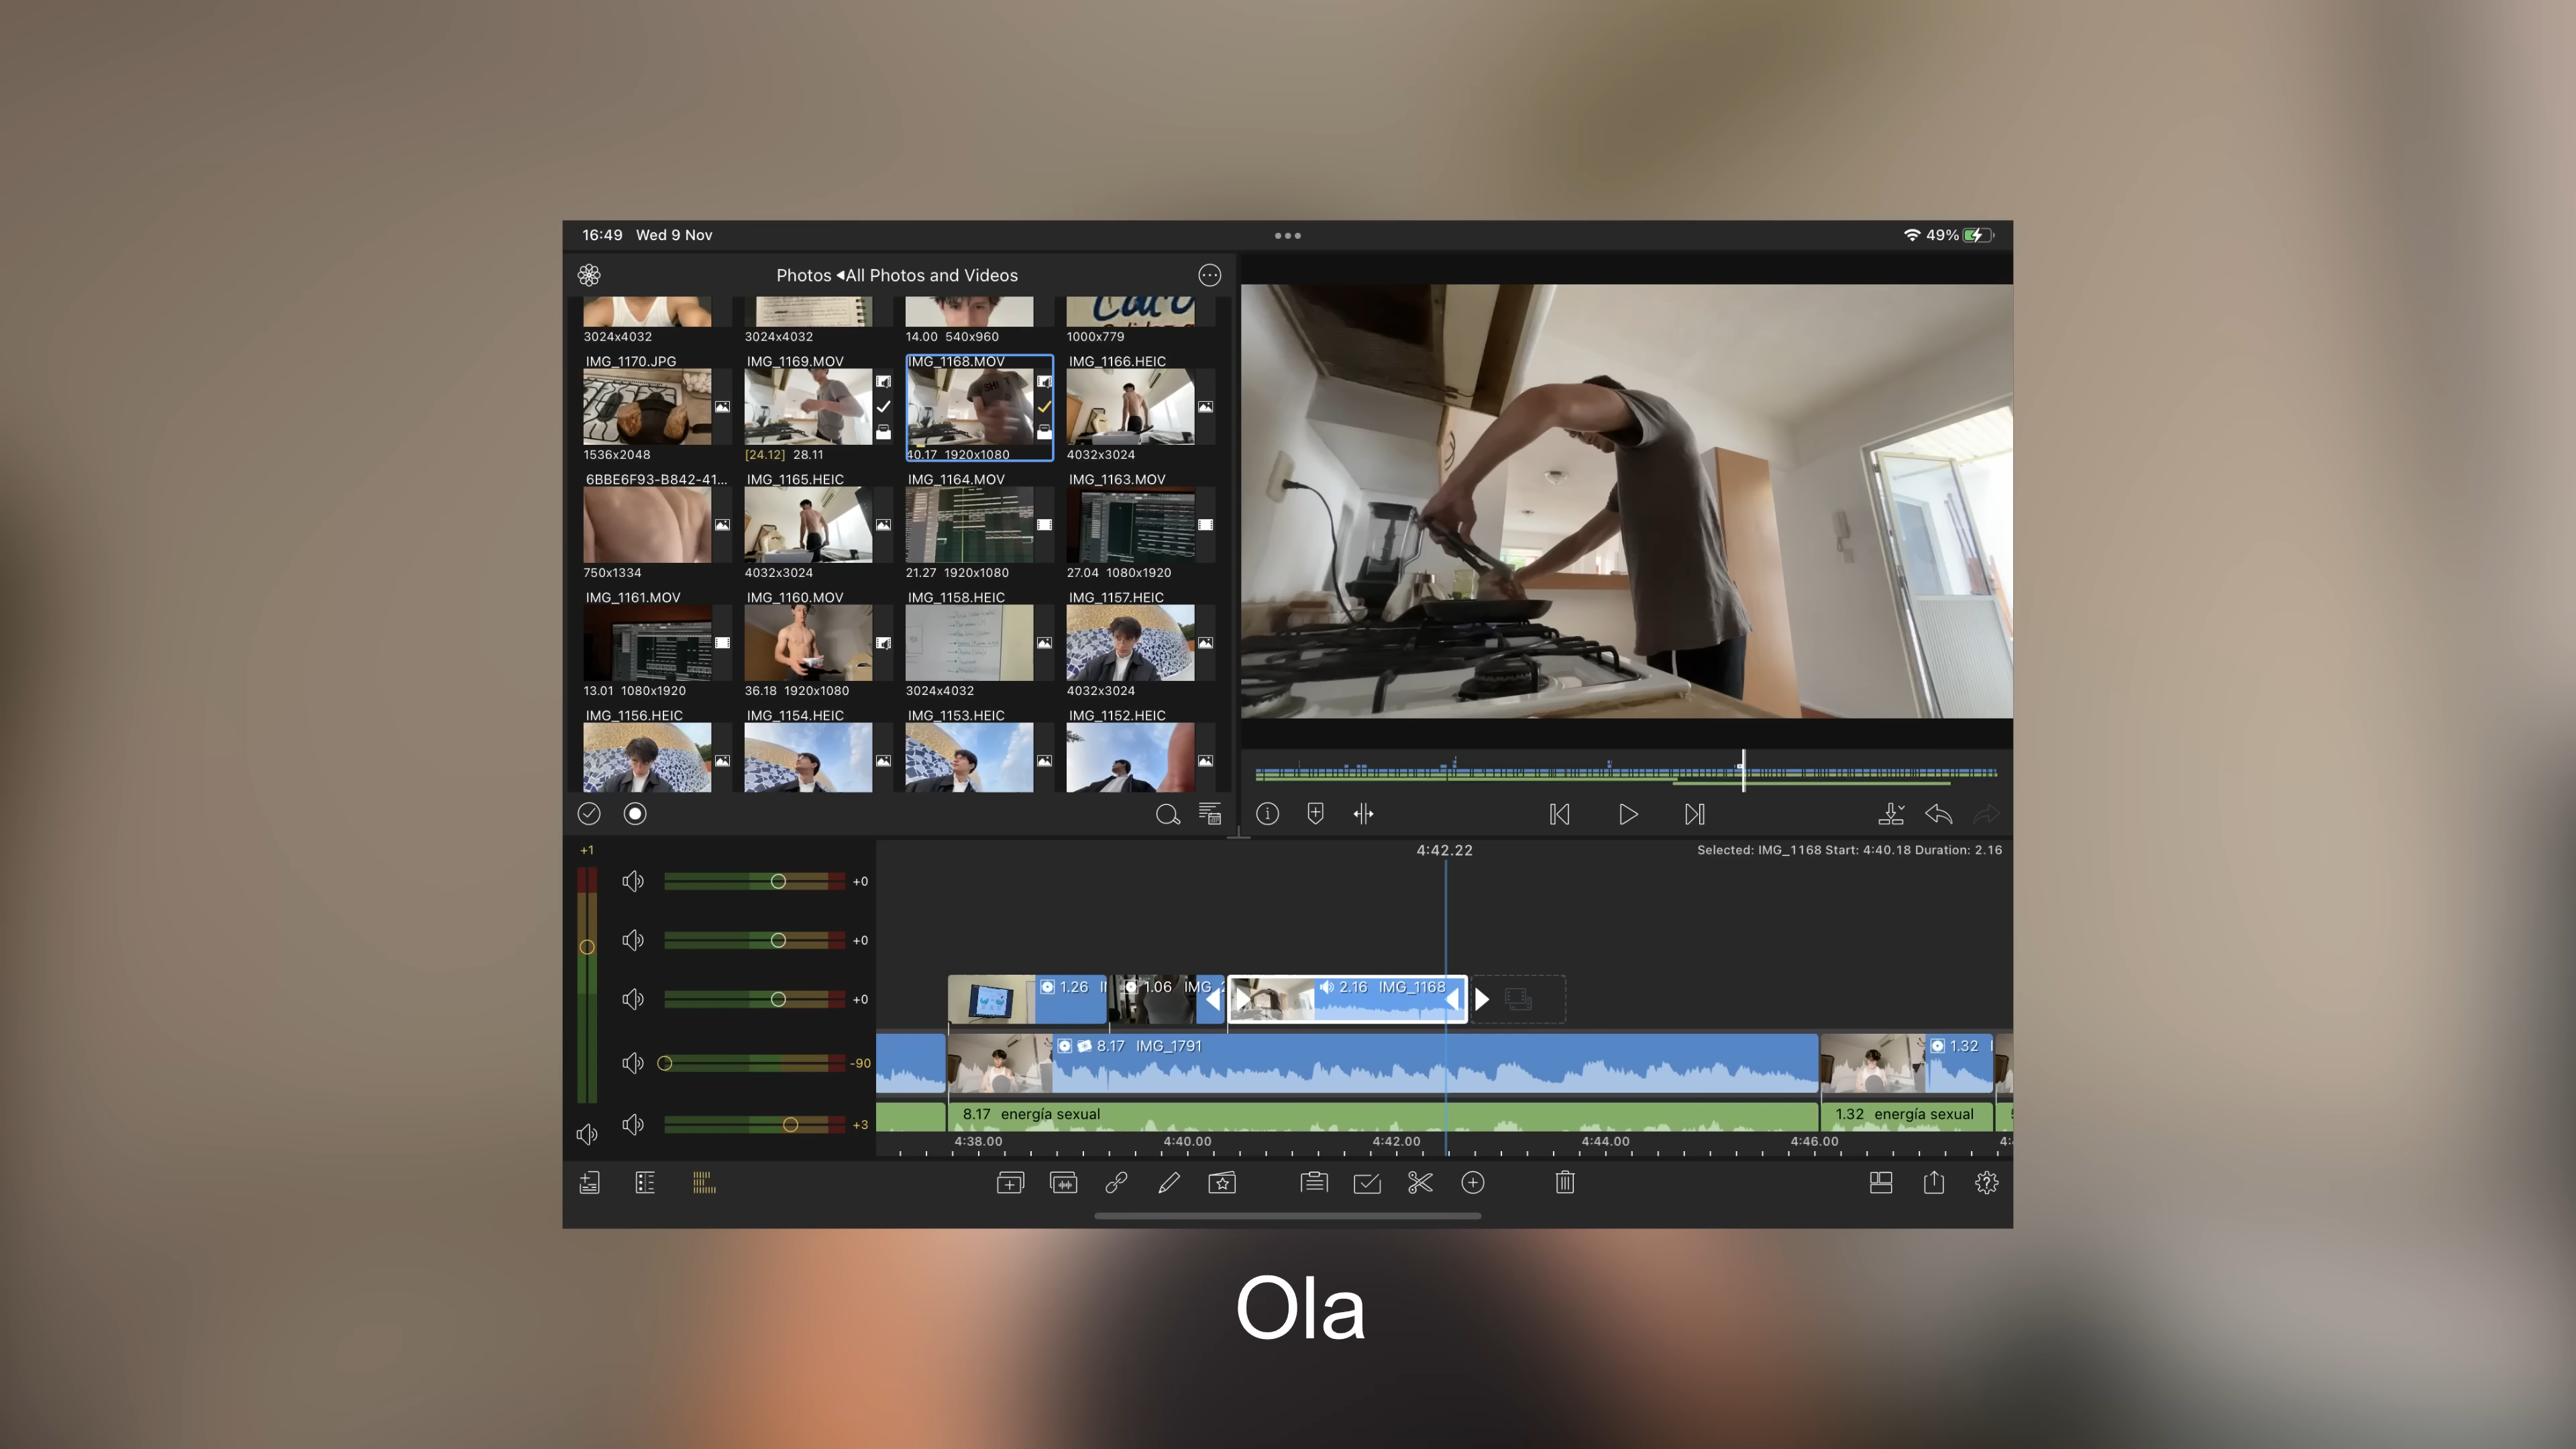 16:49 Wed 9 Nov
49%
Photos ◀All Photos and Videos
3024x4032
3024x4032
14.00 540x960
1000x779
IMG_1170.JPG
IMG_1169.MOV
IMG_1168.MOV
IMG_1166.HEIC
1536x2048
[24.12] 28.11
40.17 1920x1080
4032x3024
6BBE6F93-B842-41...
IMG_1165.HEIC
IMG_1164.MOV
IMG_1163.MOV
750x1334
4032x3024
21.27 1920x1080
27.04 1080x1920
IMG_1161.MOV
IMG_1160.MOV
IMG_1158.HEIC
IMG_1157.HEIC
13.01 1080x1920
36.18 1920x1080
3024x4032
4032x3024
IMG_1156.HEIC
IMG_1154.HEIC
IMG_1153.HEIC
IMG_1152.HEIC
+1
+0
+0
+0
-90
+3
4:42.22
Selected: IMG_1168 Start: 4:40.18 Duration: 2.16
1.26
1.06 IMG
2.16 IMG_1168
8.17 IMG_1791
1.32
8.17 energía sexual
1.32 energía sexual
4:38.00
4:40.00
4:42.00
4:44.00
4:46.00
Ola